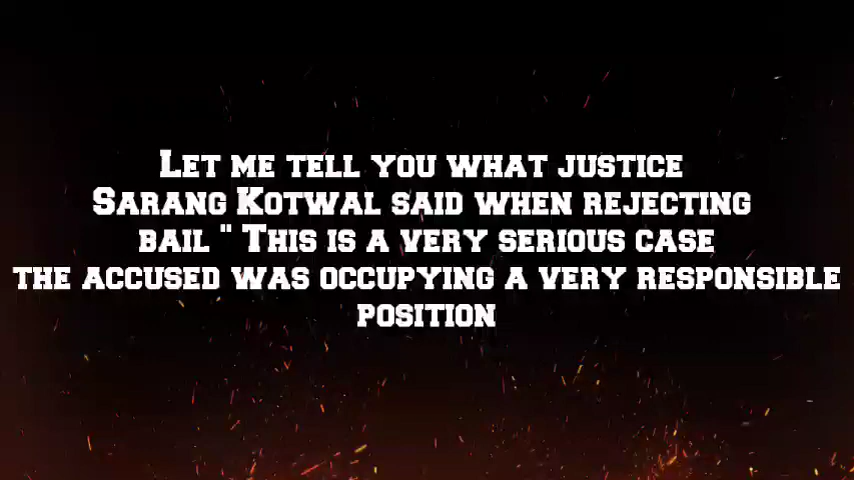 Let me tell you what justice
Sarang Kotwal said when rejecting
bail " This is a very serious case
the accused was occupying a very responsible
position